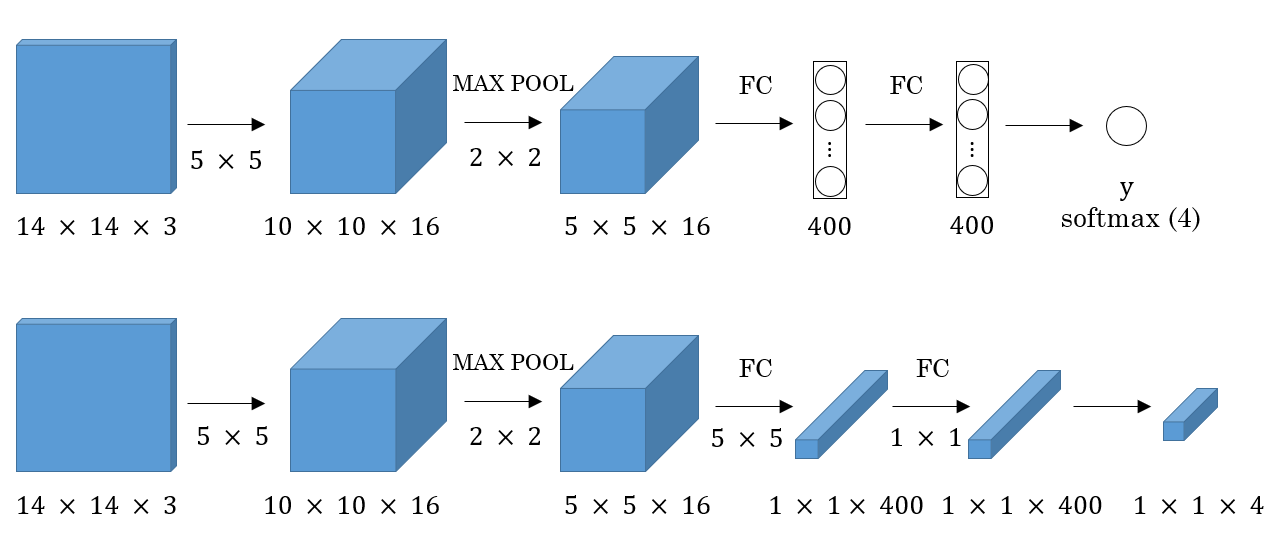 MAX POOL
FC
FC
5 × 5
2 × 2
⋮
⋮
y
14 × 14 × 3
10 × 10 × 16
5 × 5 × 16
400
400
softmax (4)
MAX POOL
FC
FC
5 × 5
2 × 2
5 × 5
1 × 1
14 × 14 × 3
10 × 10 × 16
5 × 5 × 16
1 × 1 × 400
1 × 1 × 400
1 × 1 × 4